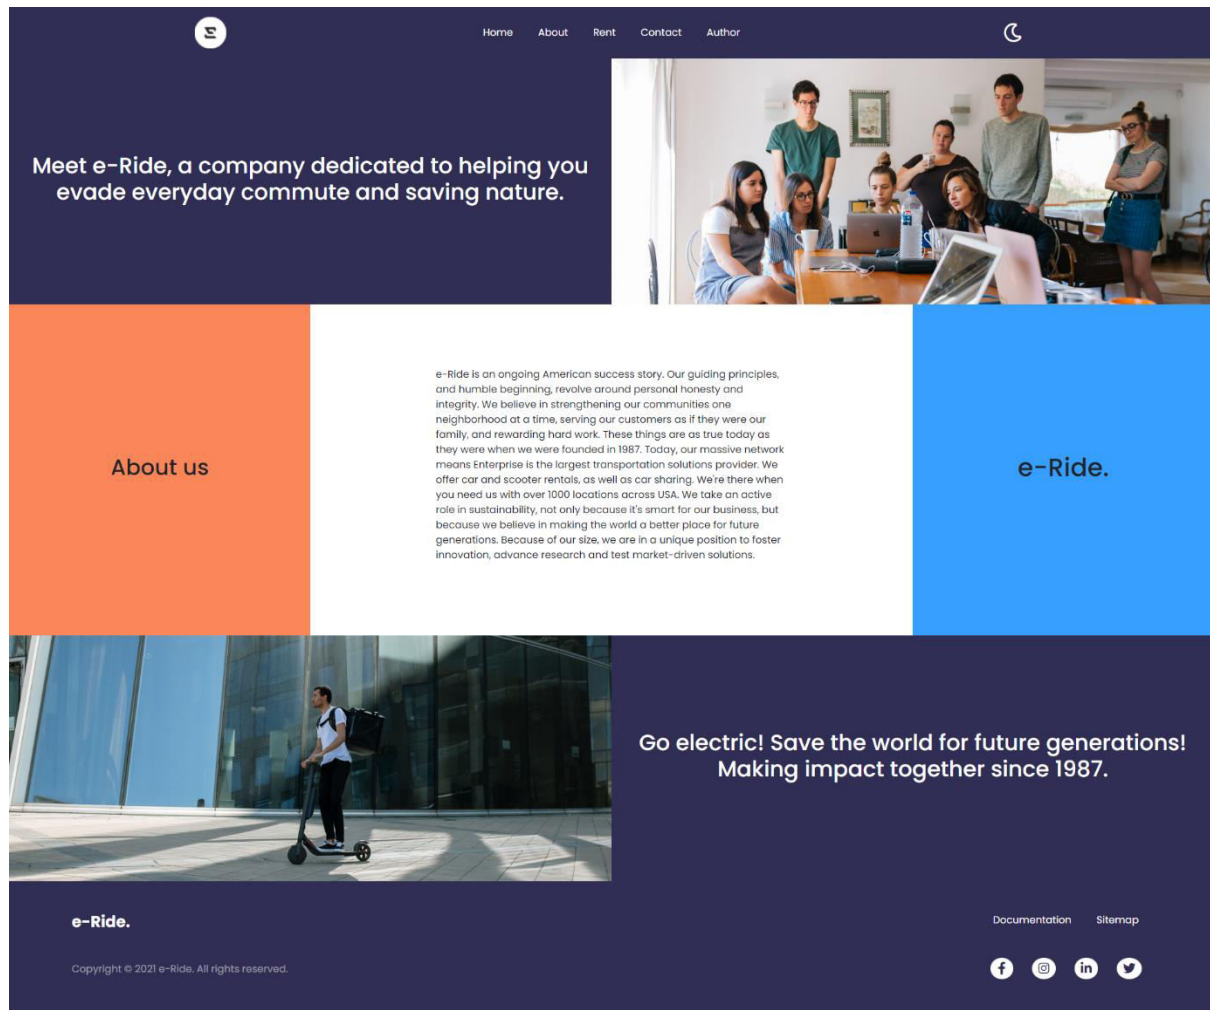 Home About Rent Contact Author
Meet e-Ride, a company dedicated to helping you
evade everyday commute and saving nature.
About us
e-Ride is an ongoing American success story. Our guiding principles,
and humble beginning, revolve around personal honesty and
integrity. We believe in strengthening our communities one
neighborhood at a time, serving our customers as if they were our
family, and rewarding hard work. These things are as true today as
they were when we were founded in 1987. Today, our massive network
means Enterprise is the largest transportation solutions provider. We
offer car and scooter rentals, as well as car sharing. We're there when
you need us with over 1000 locations across USA. We take an active
role in sustainability, not only because it's smart for our business, but
because we believe in making the world a better place for future
generations. Because of our size, we are in a unique position to foster
innovation, advance research and test market-driven solutions.
e-Ride.
Go electric! Save the world for future generations!
Making impact together since 1987.
e-Ride.
Documentation Sitemap
Copyright © 2021 e-Ride. All rights reserved.